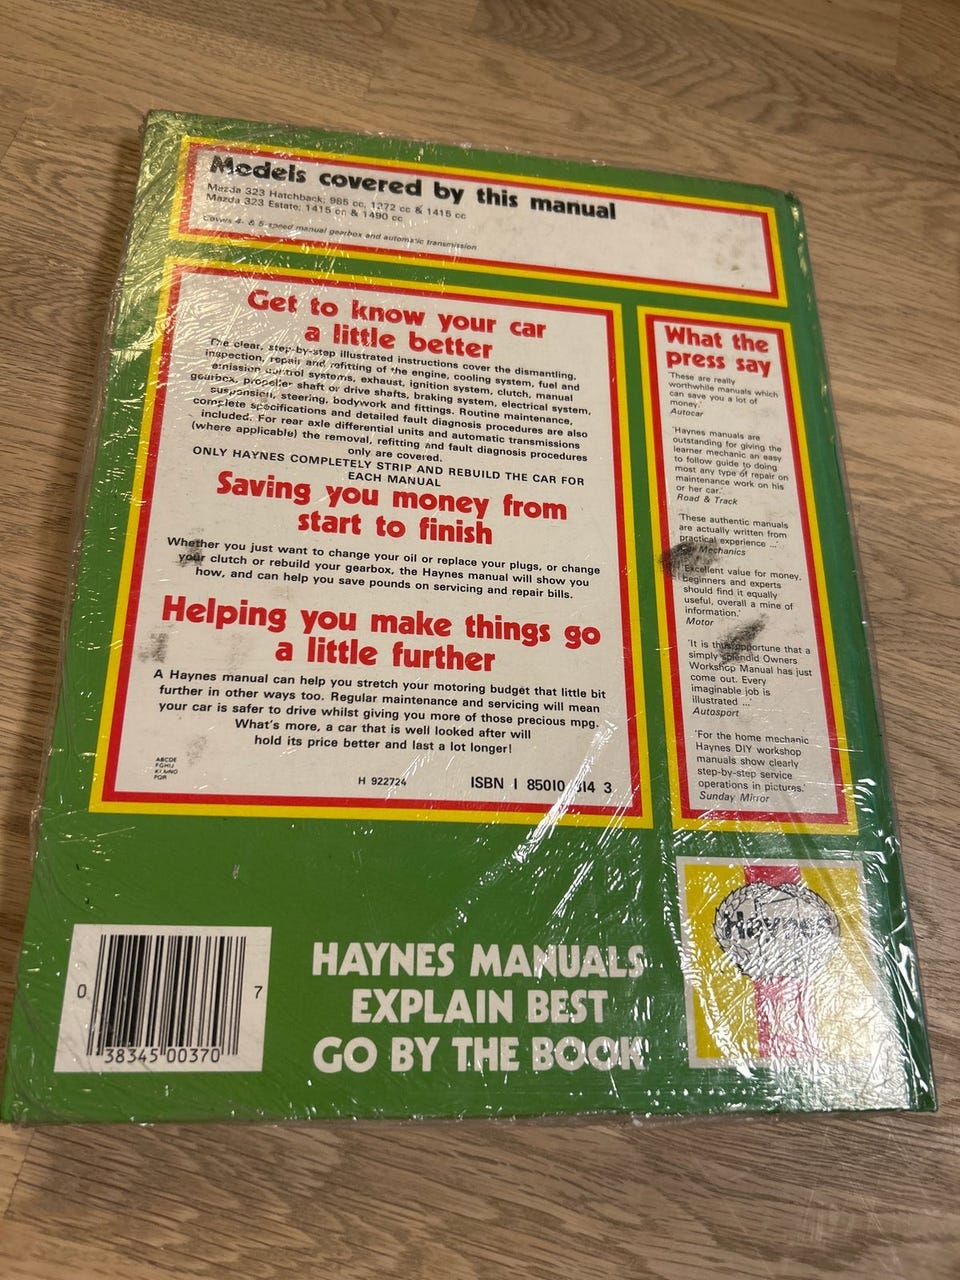 Models covered by this manual
Mazda 323 Hatchback; 985 cc, 1272 cc & 1415 cc
Mazda 323 Estate; 1415 cc & 1490 cc
Covers 4- & 5-speed manual gearbox and automatic transmission
Get to know your car
a little better
The clear, step-by-step illustrated instructions cover the dismantling,
inspection, repair and refitting of the engine, cooling system, fuel and
emission control systems, exhaust, ignition system, clutch, manual
gearbox, propeller shaft or drive shafts, braking system, electrical system,
suspension, steering, bodywork and fittings. Routine maintenance,
complete specifications and detailed fault diagnosis procedures are also
included. For rear axle differential units and automatic transmissions
(where applicable) the removal, refitting and fault diagnosis procedures
only are covered.
ONLY HAYNES COMPLETELY STRIP AND REBUILD THE CAR FOR
EACH MANUAL
Saving you money from
start to finish
Whether you just want to change your oil or replace your plugs, or change
your clutch or rebuild your gearbox, the Haynes manual will show you
how, and can help you save pounds on servicing and repair bills.
Helping you make things go
a little further
A Haynes manual can help you stretch your motoring budget that little bit
further in other ways too. Regular maintenance and servicing will mean
your car is safer to drive whilst giving you more of those precious mpg.
What's more, a car that is well looked after will
hold its price better and last a lot longer!
ABCDE
FGHIJ
KLMNO
PQR
H 922724
ISBN 1 85010 314 3
What the
press say
'These are really
worthwhile manuals which
can save you a lot of
money.'
Autocar
'Haynes manuals are
outstanding for giving the
learner mechanic an easy
to follow guide to doing
most any type of repair on
maintenance work on his
or her car.'
Road & Track
'These authentic manuals
are actually written from
practical experience ...'
Mechanics
'Excellent value for money,
beginners and experts
should find it equally
useful, overall a mine of
information.'
Motor
'It is thus opportune that a
simply splendid Owners
Workshop Manual has just
come out. Every
imaginable job is
illustrated ...'
Autosport
'For the home mechanic
Haynes DIY workshop
manuals show clearly
step-by-step service
operations in pictures.'
Sunday Mirror
Haynes
HAYNES MANUALS
EXPLAIN BEST
GO BY THE BOOK
0 38345 00370 7